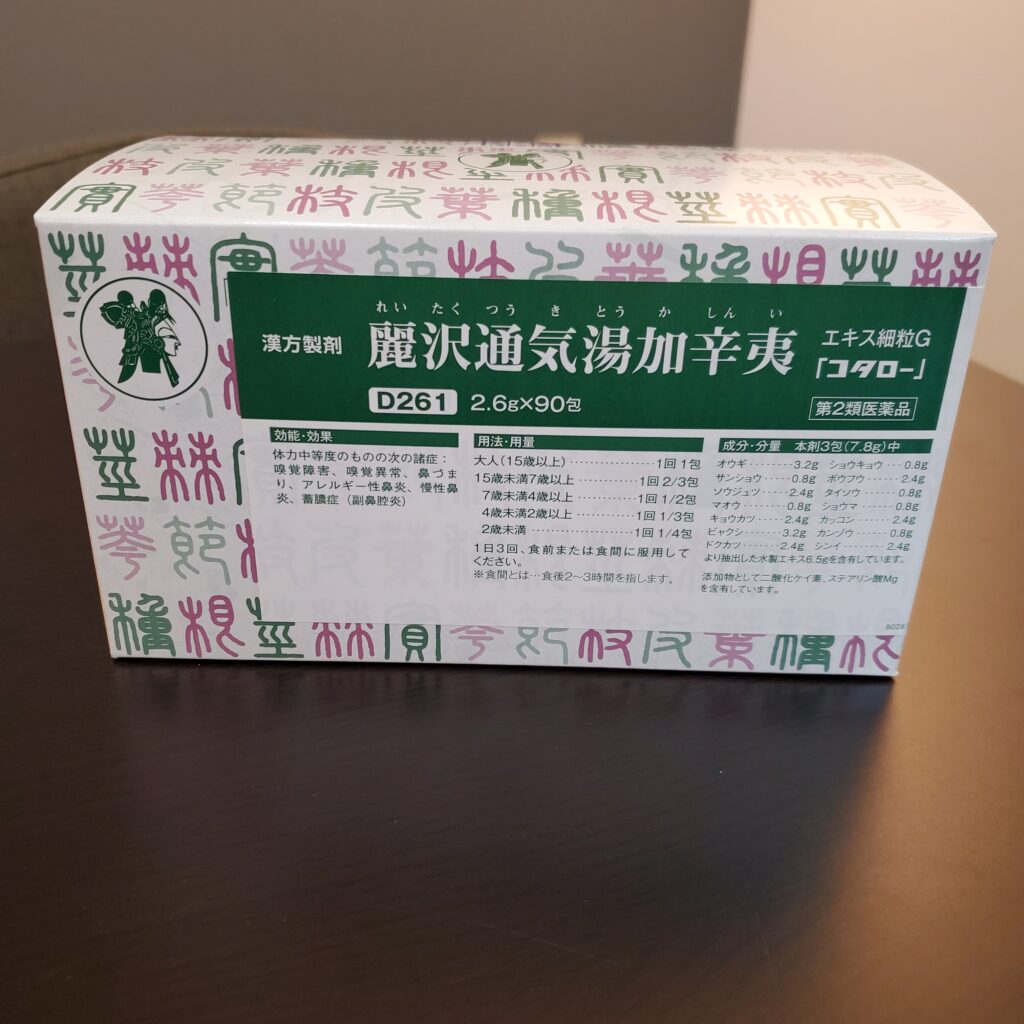 れい たく つう き とう か しん い
漢方製剤 麗沢通気湯加辛夷 エキス細粒G
「コタロー」
D261 2.6g×90包 第2類医薬品
効能・効果
体力中等度のものの次の諸症:
嗅覚障害、嗅覚異常、鼻づま
り、アレルギー性鼻炎、慢性鼻
炎、蓄膿症(副鼻腔炎)
用法・用量
大人(15歳以上)‥‥‥‥‥‥1回 1包
15歳未満7歳以上‥‥‥‥1回 2/3包
7歳未満4歳以上‥‥‥‥1回 1/2包
4歳未満2歳以上‥‥‥‥1回 1/3包
2歳未満‥‥‥‥‥‥‥‥1回 1/4包
1日3回、食前または食間に服用して
ください。
※食間とは…食後2〜3時間を指します。
成分・分量 本剤3包(7.8g)中
オウギ‥‥‥‥3.2g ショウキョウ‥‥0.8g
サンショウ‥‥0.8g ボウフウ‥‥‥2.4g
ソウジュツ‥‥2.4g タイソウ‥‥‥0.8g
マオウ‥‥‥‥0.8g ショウマ‥‥‥0.8g
キョウカツ‥‥2.4g カッコン‥‥‥2.4g
ビャクシ‥‥‥3.2g カンゾウ‥‥‥0.8g
ドクカツ‥‥‥2.4g シンイ‥‥‥‥2.4g
より抽出した水製エキス6.5gを含有しています。
添加物として二酸化ケイ素、ステアリン酸Mg
を含有しています。